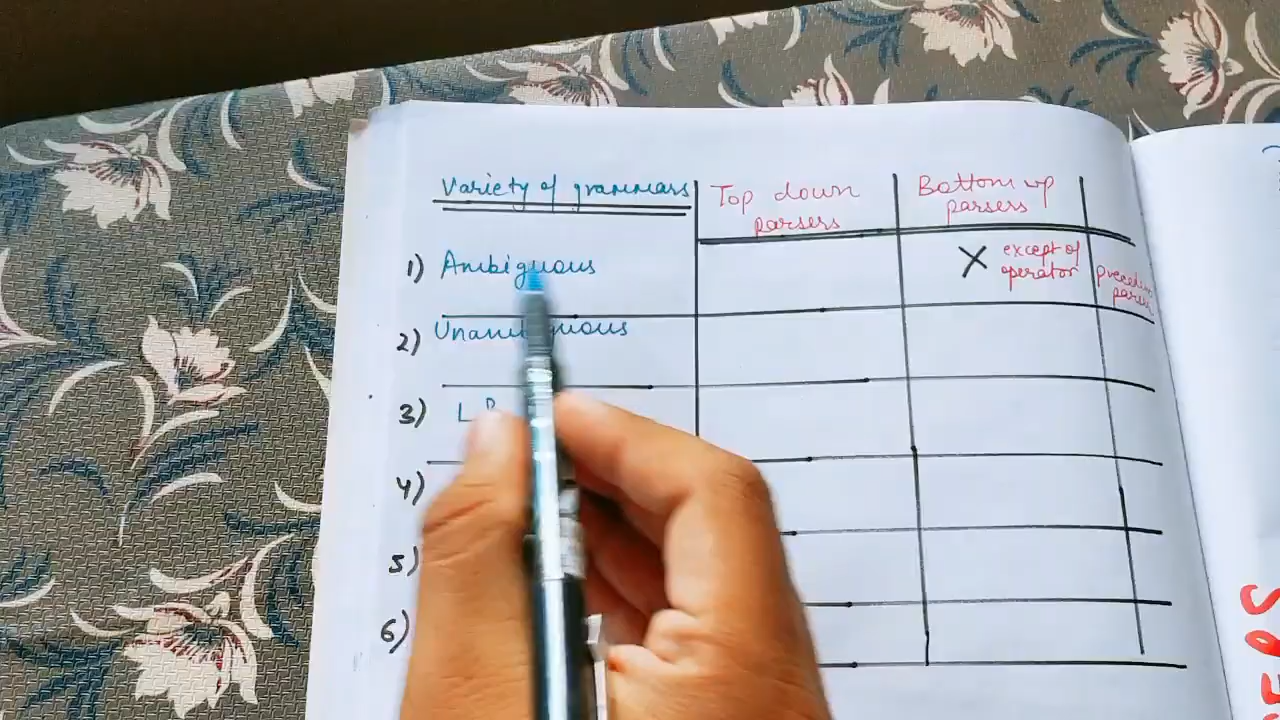 Variety of grammars
Top down
parsers
Bottom up
parsers
1) Ambiguous
X except of
operator
2)
3)
4)
5)
6)